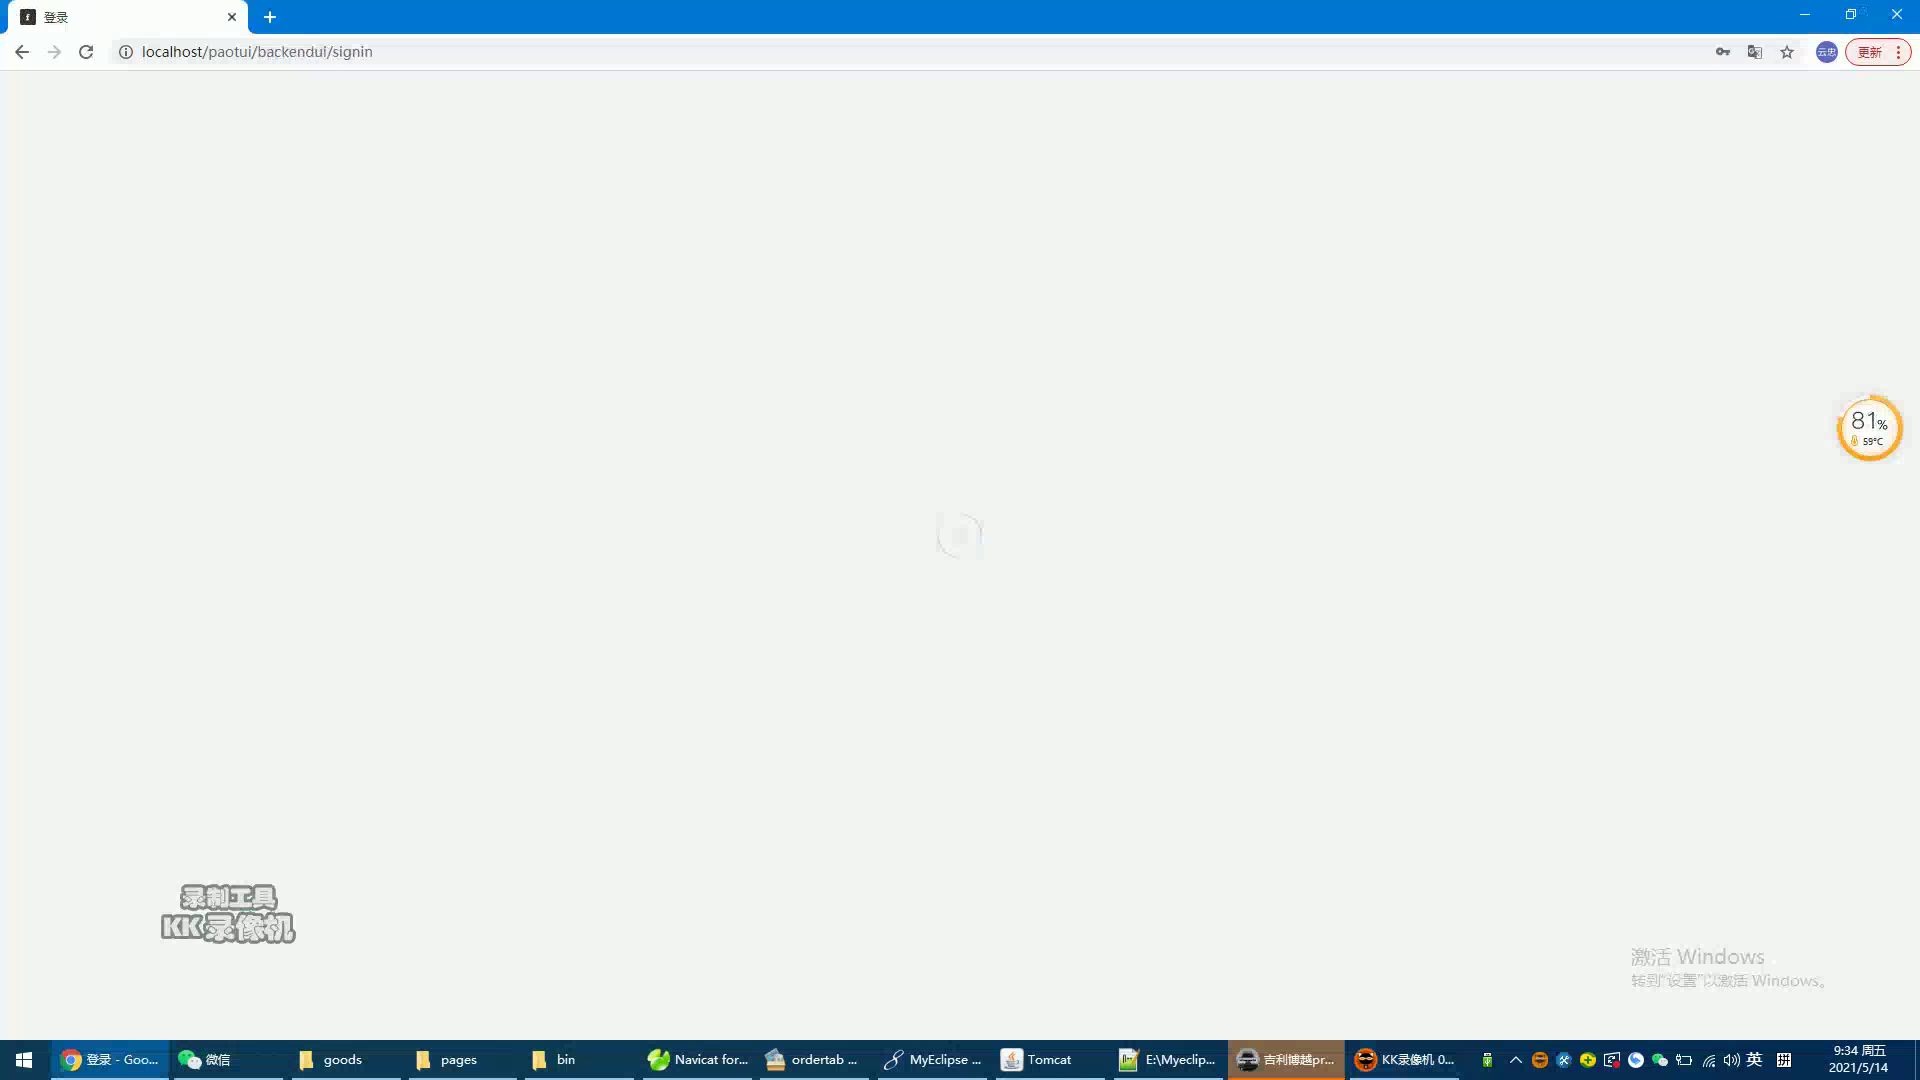 登录
localhost/paotui/backendui/signin
云忠
更新
81%
59°C
录制工具
KK录像机
激活 Windows
转到“设置”以激活 Windows。
登录 - Goo...
微信
goods
pages
bin
Navicat for...
ordertab ...
MyEclipse ...
Tomcat
E:\Myeclip...
吉利博越pr...
KK录像机 0...
英
拼
9:34 周五
2021/5/14